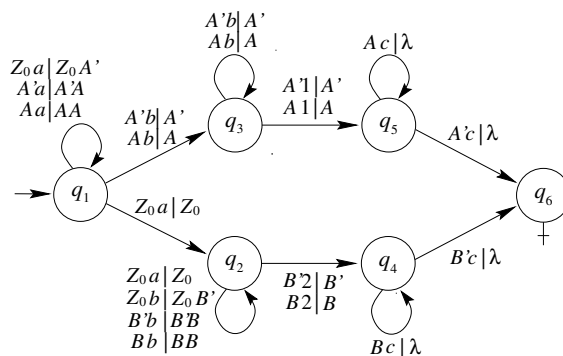 A'b|A'
Ab|A
Ac|λ
Z₀a|Z₀A'
A'a|A'A
Aa|AA
q₃
A'1|A'
A1|A
q₅
A'b|A'
Ab|A
A'c|λ
q₁
q₆
Z₀a|Z₀
q₂
B'2|B'
B2|B
q₄
B'c|λ
Z₀a|Z₀
Z₀b|Z₀B'
B'b|B'B
Bb|BB
Bc|λ